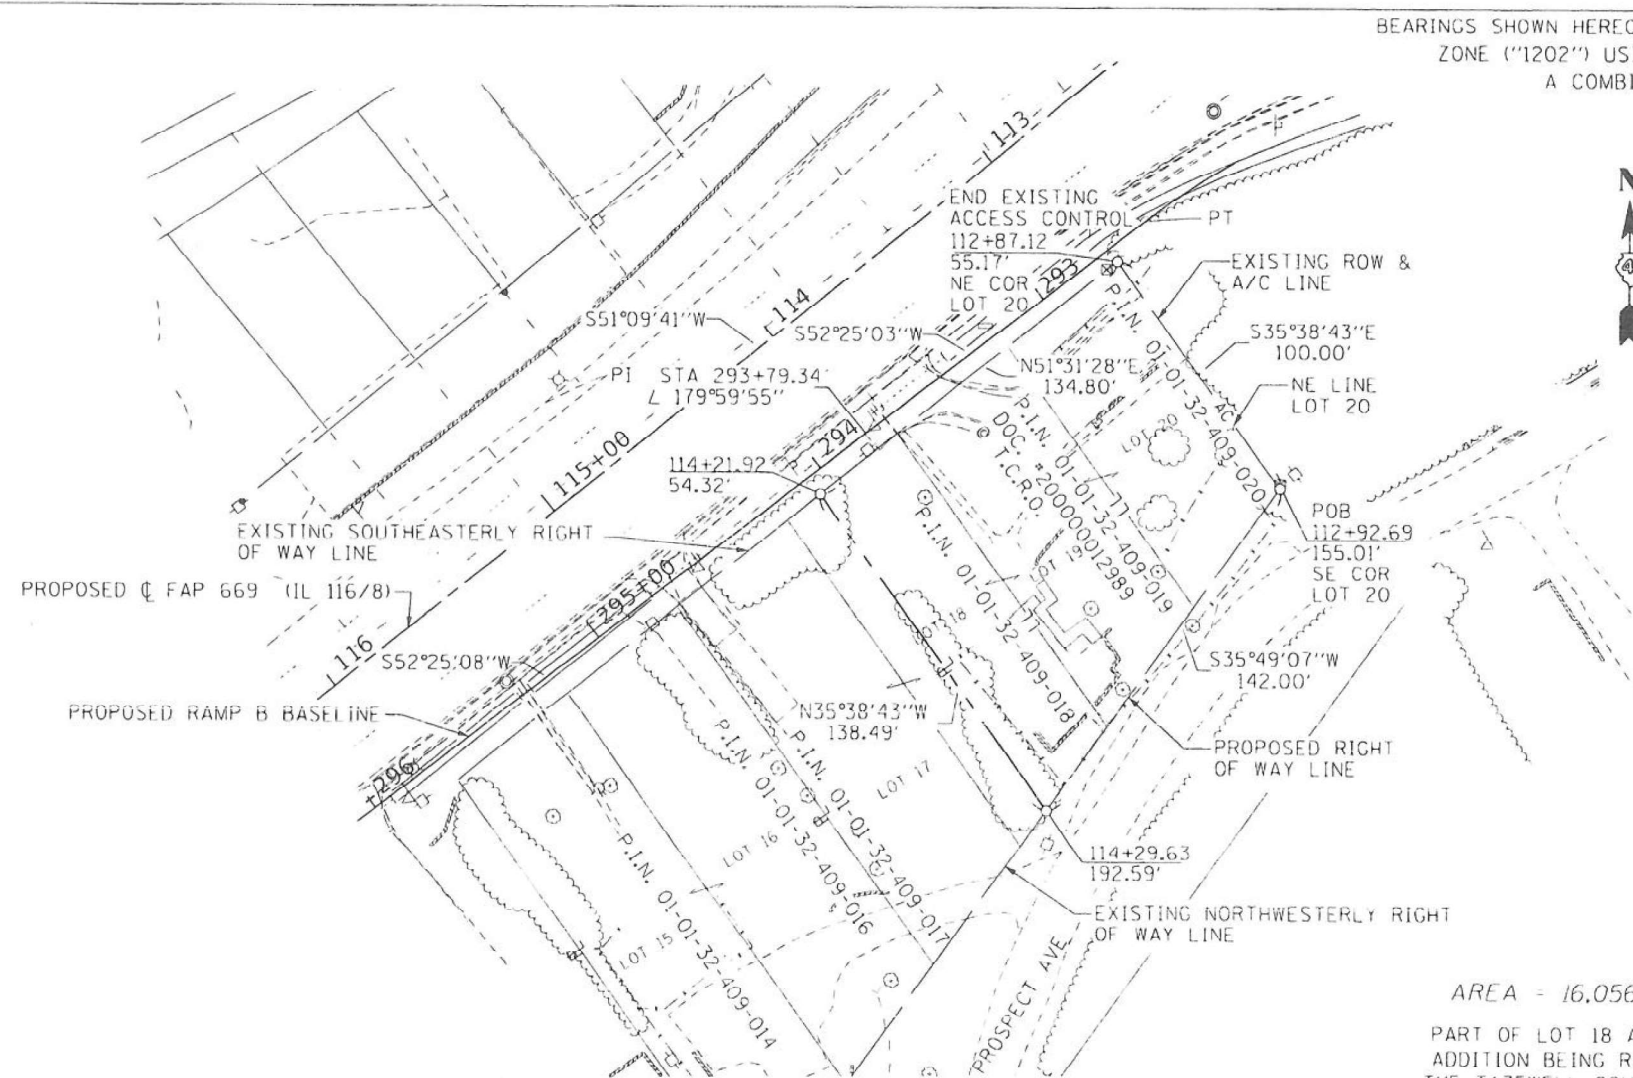 BEARINGS SHOWN HEREO
ZONE ("1202") US
A COMBI
N
113
END EXISTING
ACCESS CONTROL
112+87.12
55.17'
NE COR
LOT 20
PT
293
EXISTING ROW &
A/C LINE
114
S51°09'41"W
S52°25'03"W
S35°38'43"E
100.00'
N51°31'28"E
134.80'
PI STA 293+79.34
∠ 179°59'55"
NE LINE
LOT 20
AC
P.I.N. 01-01-32-409-020
LOT 20
P.I.N. 01-01-32-409-019
DOC. #200000012989
© T.C.R.O.
294
115+00
114+21.92
54.32'
POB
112+92.69
155.01'
SE COR
LOT 20
EXISTING SOUTHEASTERLY RIGHT
OF WAY LINE
LOT 19
P.I.N. 01-01-32-409-018
295+00
PROPOSED ℄ FAP 669 (IL 116/8)
LOT 18
116
S52°25'08"W
S35°49'07"W
142.00'
PROPOSED RAMP B BASELINE
N35°38'43"W
138.49'
PROPOSED RIGHT
OF WAY LINE
296
LOT 17
P.I.N. 01-01-32-409-017
P.I.N. 01-01-32-409-016
LOT 16
114+29.63
192.59'
P.I.N. 01-01-32-409-014
LOT 15
EXISTING NORTHWESTERLY RIGHT
OF WAY LINE
PROSPECT AVE.
AREA = 16,056
PART OF LOT 18 A
ADDITION BEING R